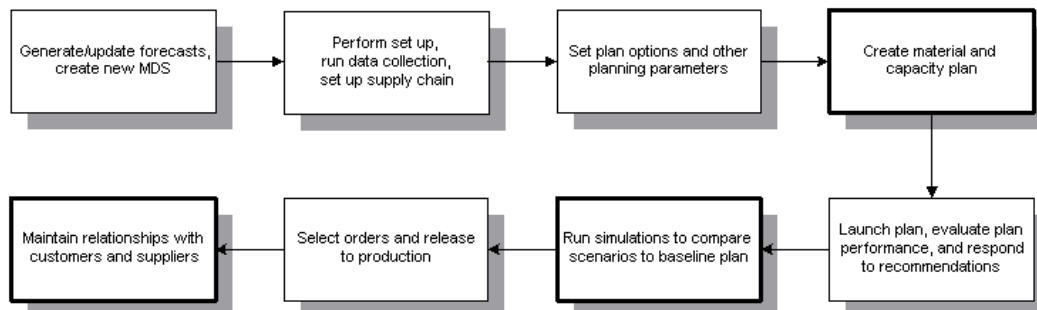 Generate/update forecasts,
create new MDS
Perform set up,
run data collection,
set up supply chain
Set plan options and other
planning parameters
Create material and
capacity plan
Launch plan, evaluate plan
performance, and respond
to recommendations
Run simulations to compare
scenarios to baseline plan
Select orders and release
to production
Maintain relationships with
customers and suppliers